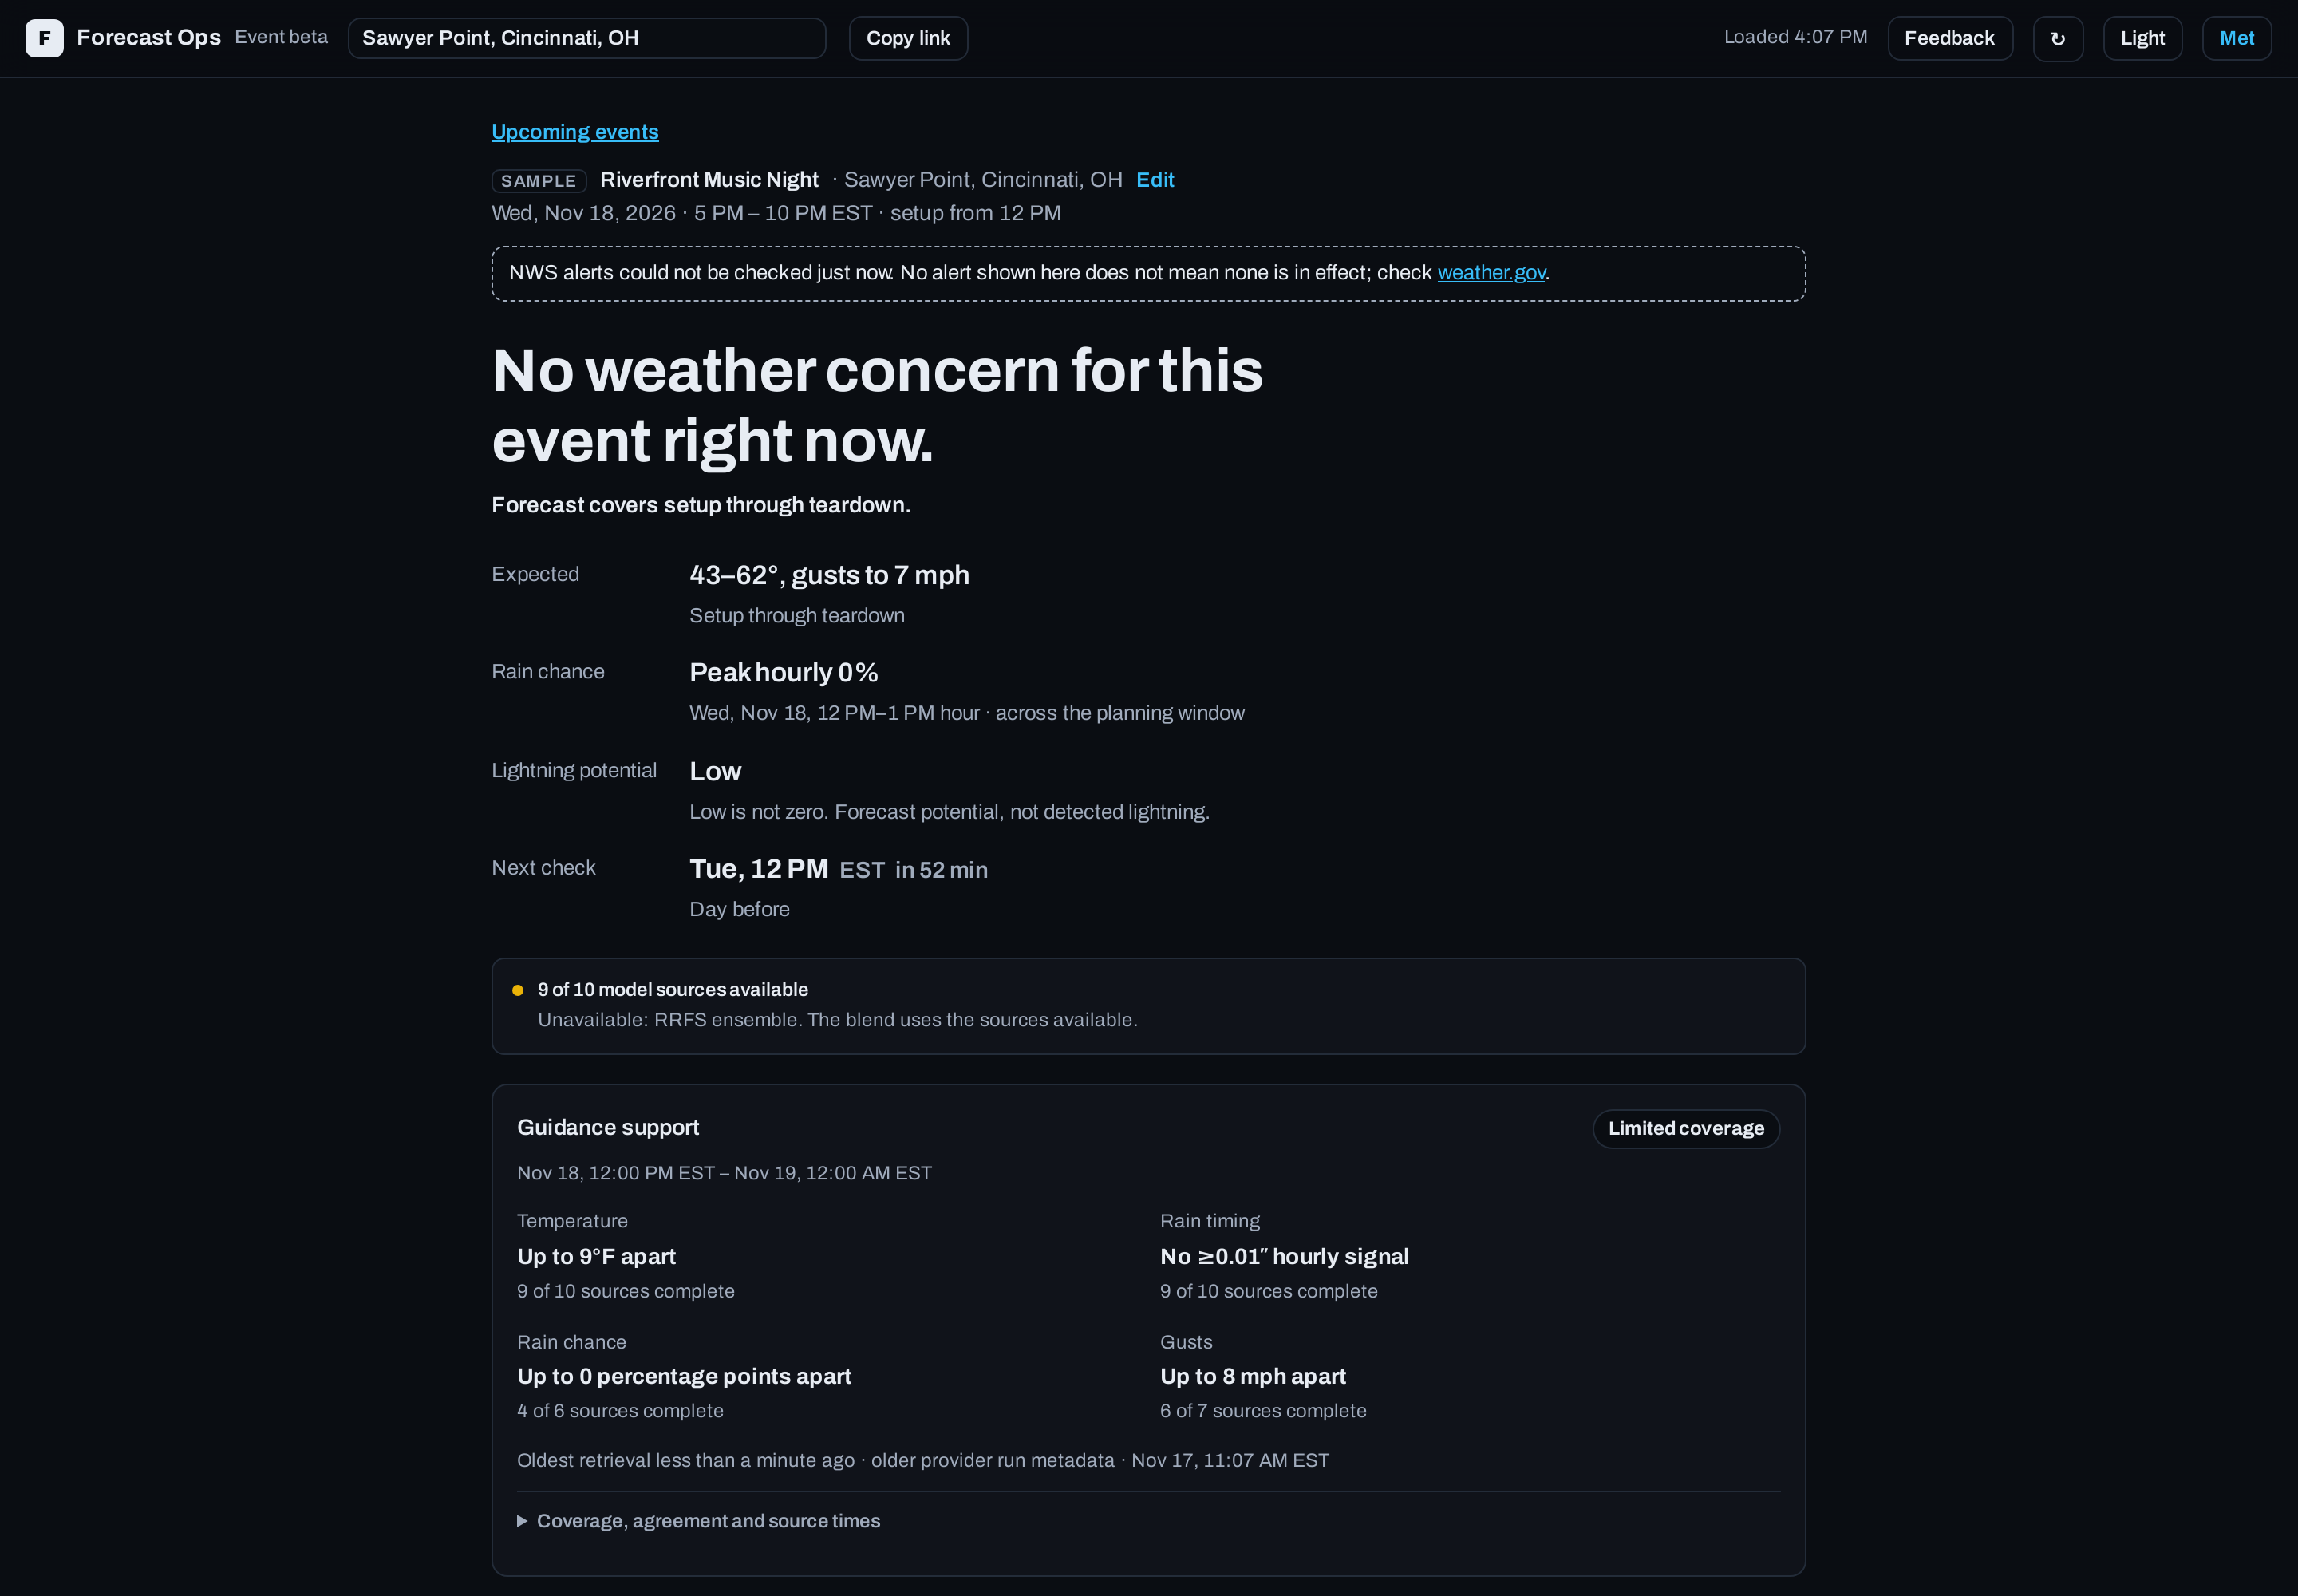 F Forecast Ops Event beta Sawyer Point, Cincinnati, OH Copy link Loaded 4:07 PM Feedback ↻ Light Met
Upcoming events
SAMPLE Riverfront Music Night · Sawyer Point, Cincinnati, OH Edit
Wed, Nov 18, 2026 · 5 PM – 10 PM EST · setup from 12 PM
NWS alerts could not be checked just now. No alert shown here does not mean none is in effect; check weather.gov.
No weather concern for this
event right now.
Forecast covers setup through teardown.
Expected 43–62°, gusts to 7 mph
Setup through teardown
Rain chance Peak hourly 0%
Wed, Nov 18, 12 PM–1 PM hour · across the planning window
Lightning potential Low
Low is not zero. Forecast potential, not detected lightning.
Next check Tue, 12 PM EST in 52 min
Day before
9 of 10 model sources available
Unavailable: RRFS ensemble. The blend uses the sources available.
Guidance support Limited coverage
Nov 18, 12:00 PM EST – Nov 19, 12:00 AM EST
Temperature
Up to 9°F apart
9 of 10 sources complete
Rain timing
No ≥0.01″ hourly signal
9 of 10 sources complete
Rain chance
Up to 0 percentage points apart
4 of 6 sources complete
Gusts
Up to 8 mph apart
6 of 7 sources complete
Oldest retrieval less than a minute ago · older provider run metadata · Nov 17, 11:07 AM EST
▶ Coverage, agreement and source times